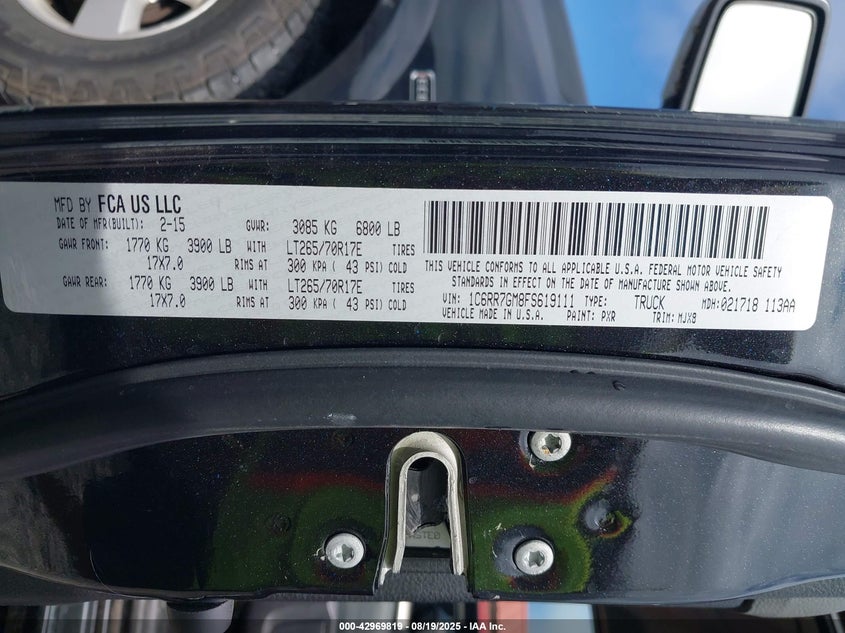 MFD BY FCA US LLC
DATE OF MFR(BUILT): 2-15 GVWR: 3085 KG 6800 LB
GAWR FRONT: 1770 KG 3900 LB WITH LT265/70R17E TIRES
17X7.0 RIMS AT 300 KPA ( 43 PSI) COLD
GAWR REAR: 1770 KG 3900 LB WITH LT265/70R17E TIRES
17X7.0 RIMS AT 300 KPA ( 43 PSI) COLD
THIS VEHICLE CONFORMS TO ALL APPLICABLE U.S.A. FEDERAL MOTOR VEHICLE SAFETY
STANDARDS IN EFFECT ON THE DATE OF MANUFACTURE SHOWN ABOVE.
VIN: 1C6RR7GM8FS619111 TYPE: TRUCK MDH:021718 113AA
VEHICLE MADE IN U.S.A. PAINT: PXR TRIM: MJX8
000-42969819 - 08/19/2025 - IAA Inc.